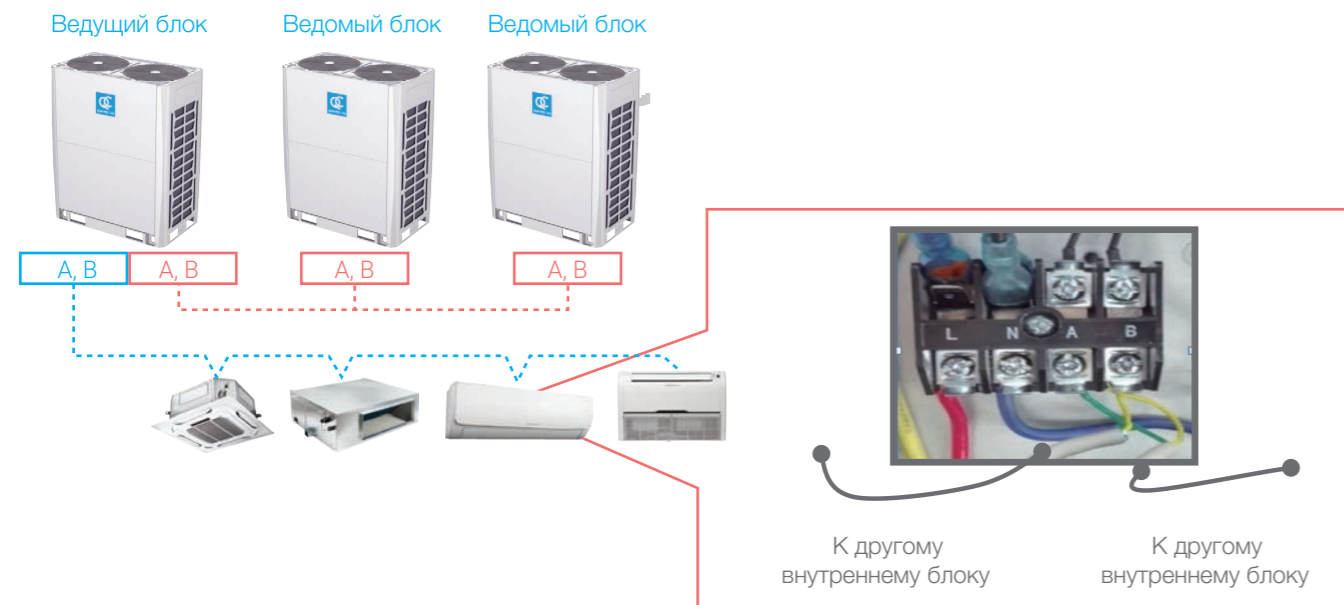 Ведущий блок
Ведомый блок
Ведомый блок
A, B
A, B
A, B
A, B
L N A B
К другому
внутреннему блоку
К другому
внутреннему блоку